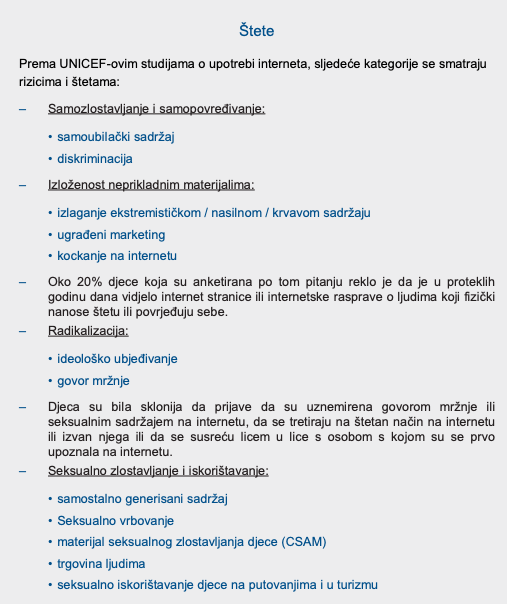 Štete
Prema UNICEF-ovim studijama o upotrebi interneta, sljedeće kategorije se smatraju
rizicima i štetama:
– Samozlostavljanje i samopovređivanje:
• samoubilački sadržaj
• diskriminacija
– Izloženost neprikladnim materijalima:
• izlaganje ekstremističkom / nasilnom / krvavom sadržaju
• ugrađeni marketing
• kockanje na internetu
– Oko 20% djece koja su anketirana po tom pitanju reklo je da je u proteklih
godinu dana vidjelo internet stranice ili internetske rasprave o ljudima koji fizički
nanose štetu ili povrjeđuju sebe.
– Radikalizacija:
• ideološko ubjeđivanje
• govor mržnje
– Djeca su bila sklonija da prijave da su uznemirena govorom mržnje ili
seksualnim sadržajem na internetu, da se tretiraju na štetan način na internetu
ili izvan njega ili da se susreću licem u lice s osobom s kojom su se prvo
upoznala na internetu.
– Seksualno zlostavljanje i iskorištavanje:
• samostalno generisani sadržaj
• Seksualno vrbovanje
• materijal seksualnog zlostavljanja djece (CSAM)
• trgovina ljudima
• seksualno iskorištavanje djece na putovanjima i u turizmu